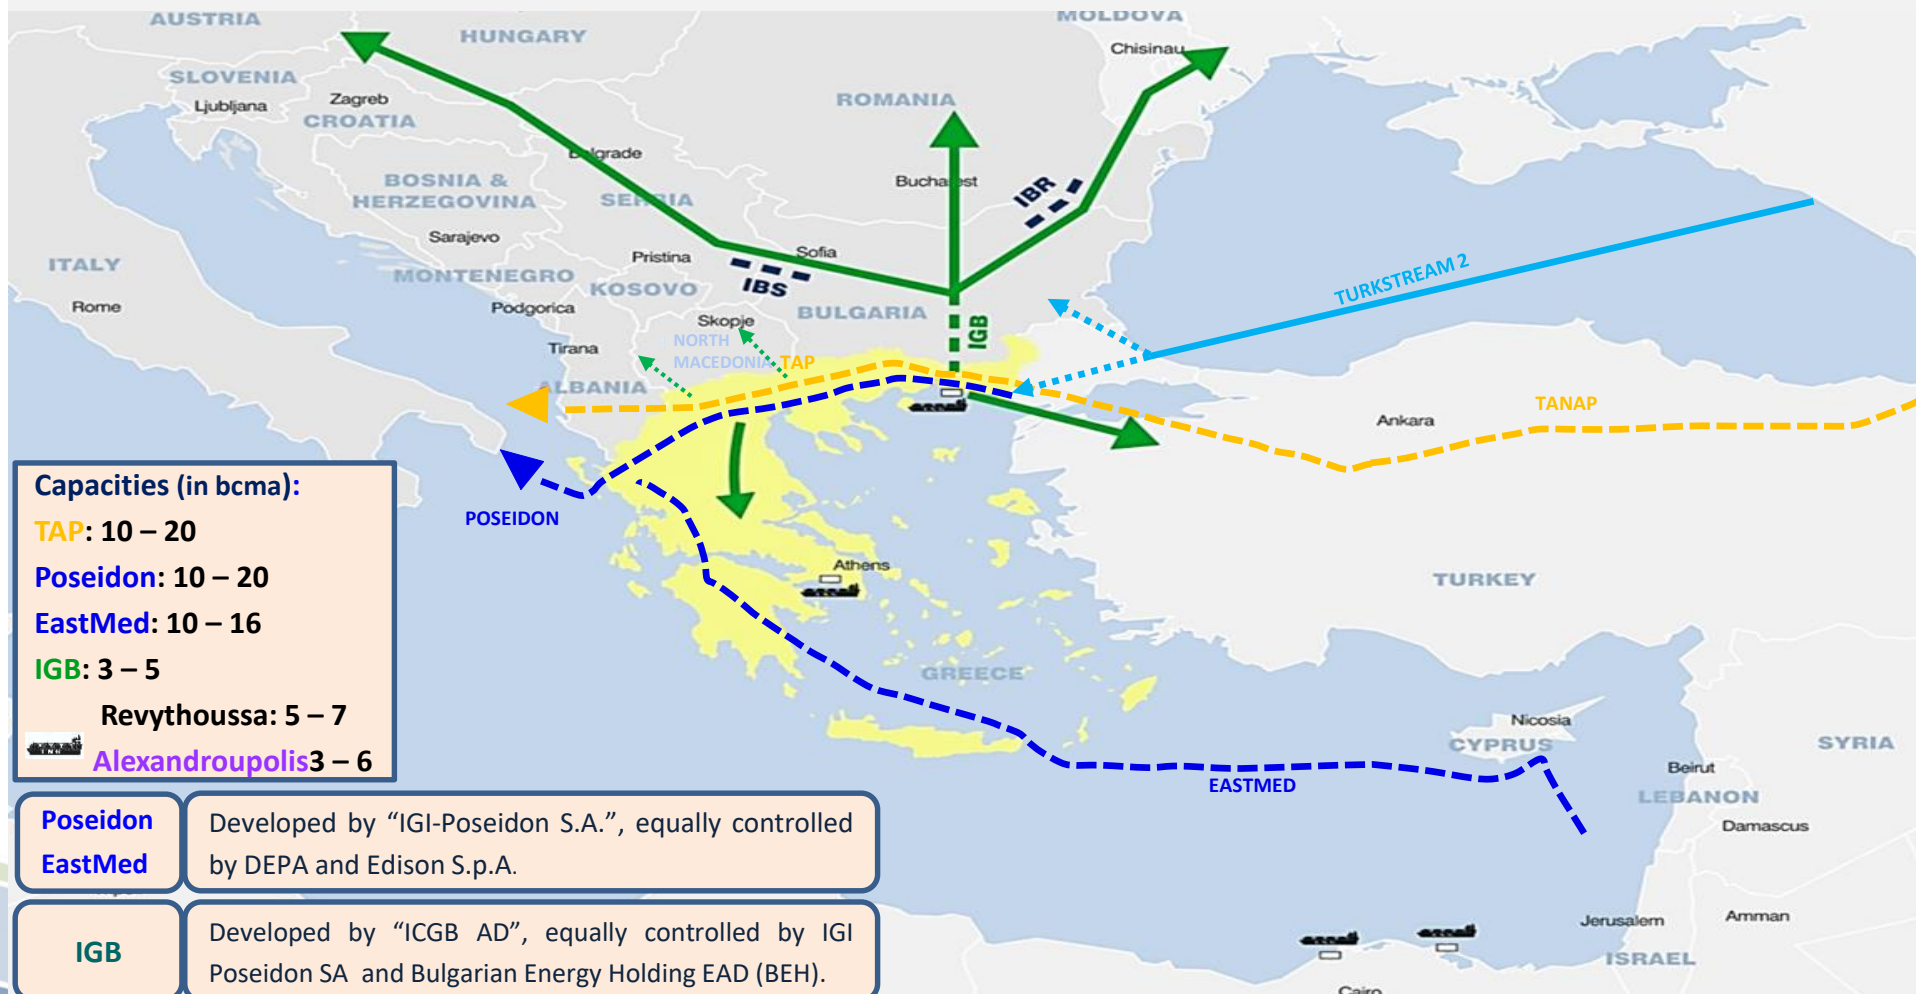 AUSTRIA
HUNGARY
MOLDOVA
Chisinau
SLOVENIA
Ljubljana
Zagreb
CROATIA
ROMANIA
Belgrade
BOSNIA &
HERZEGOVINA
SERBIA
Bucharest
IBR
Sarajevo
ITALY
Rome
MONTENEGRO
Podgorica
Pristina
KOSOVO
Sofia
IBS
BULGARIA
Skopje
NORTH
MACEDONIA
TAP
IGB
TURKSTREAM 2
Tirana
ALBANIA
Ankara
TANAP
POSEIDON
Athens
TURKEY
GREECE
Nicosia
CYPRUS
EASTMED
SYRIA
Beirut
LEBANON
Damascus
Jerusalem
Amman
ISRAEL
Cairo
Capacities (in bcma):
TAP: 10 – 20
Poseidon: 10 – 20
EastMed: 10 – 16
IGB: 3 – 5
Revythoussa: 5 – 7
Alexandroupolis3 – 6
Poseidon
EastMed
Developed by “IGI-Poseidon S.A.”, equally controlled
by DEPA and Edison S.p.A.
IGB
Developed by “ICGB AD”, equally controlled by IGI
Poseidon SA and Bulgarian Energy Holding EAD (BEH).